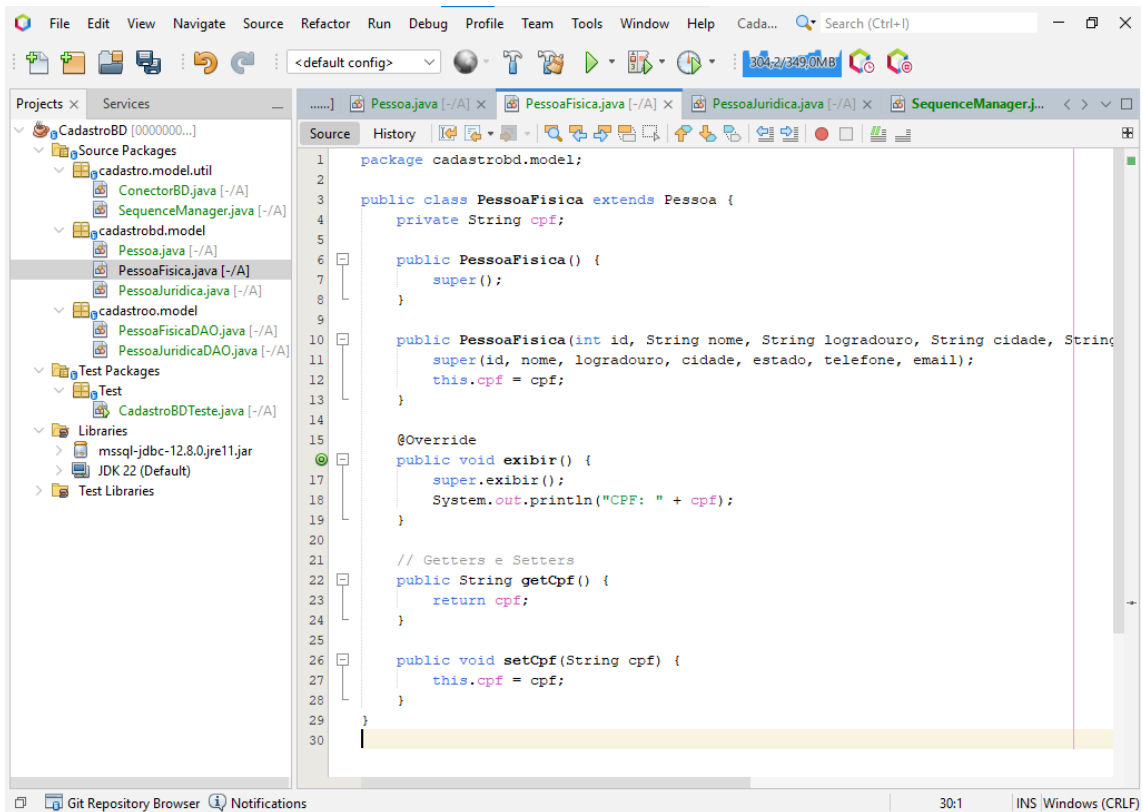 File Edit View Navigate Source Refactor Run Debug Profile Team Tools Window Help Cada... Search (Ctrl+I)
<default config> 304,2/349,0MB
Projects Services
CadastroBD [0000000...]
Source Packages
cadastro.model.util
ConectorBD.java [-/A]
SequenceManager.java [-/A]
cadastrobd.model
Pessoa.java [-/A]
PessoaFisica.java [-/A]
PessoaJuridica.java [-/A]
cadastroo.model
PessoaFisicaDAO.java [-/A]
PessoaJuridicaDAO.java [-/A]
Test Packages
Test
CadastroBDTeste.java [-/A]
Libraries
mssql-jdbc-12.8.0.jre11.jar
JDK 22 (Default)
Test Libraries
.....] Pessoa.java [-/A] PessoaFisica.java [-/A] PessoaJuridica.java [-/A] SequenceManager.j...
Source History
1 package cadastrobd.model;
2
3 public class PessoaFisica extends Pessoa {
4 private String cpf;
5
6 public PessoaFisica() {
7 super();
8 }
9
10 public PessoaFisica(int id, String nome, String logradouro, String cidade, String
11 super(id, nome, logradouro, cidade, estado, telefone, email);
12 this.cpf = cpf;
13 }
14
15 @Override
public void exibir() {
17 super.exibir();
18 System.out.println("CPF: " + cpf);
19 }
20
21 // Getters e Setters
22 public String getCpf() {
23 return cpf;
24 }
25
26 public void setCpf(String cpf) {
27 this.cpf = cpf;
28 }
29 }
30
Git Repository Browser Notifications 30:1 INS Windows (CRLF)